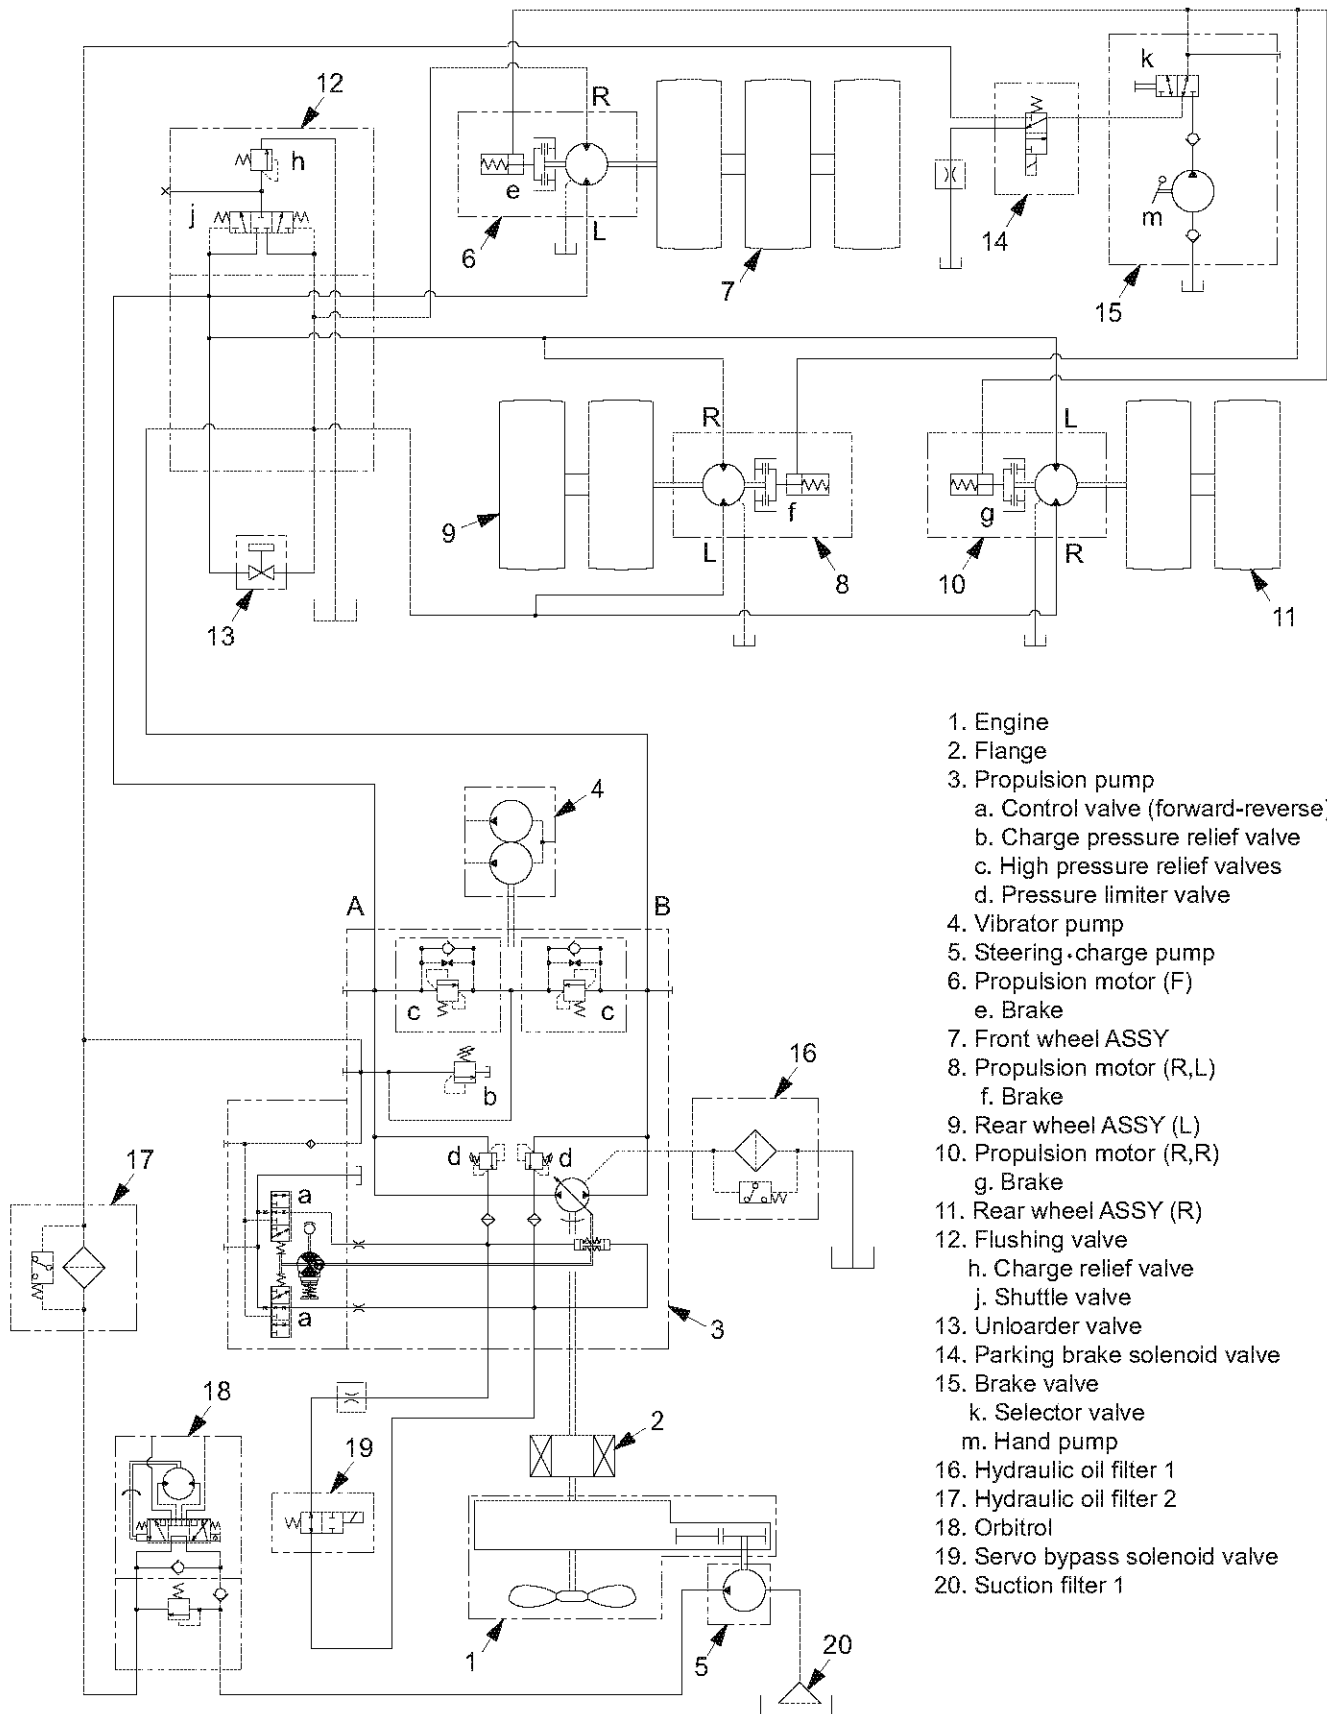 12
k
R
h
e
j
m
L
14
6
7
15
R
L
9
f
g
L
8
10
R
11
13
1. Engine
2. Flange
3. Propulsion pump
a. Control valve (forward-reverse)
b. Charge pressure relief valve
c. High pressure relief valves
d. Pressure limiter valve
4. Vibrator pump
5. Steering·charge pump
6. Propulsion motor (F)
e. Brake
7. Front wheel ASSY
8. Propulsion motor (R,L)
f. Brake
9. Rear wheel ASSY (L)
10. Propulsion motor (R,R)
g. Brake
11. Rear wheel ASSY (R)
12. Flushing valve
h. Charge relief valve
j. Shuttle valve
13. Unloarder valve
14. Parking brake solenoid valve
15. Brake valve
k. Selector valve
m. Hand pump
16. Hydraulic oil filter 1
17. Hydraulic oil filter 2
18. Orbitrol
19. Servo bypass solenoid valve
20. Suction filter 1
4
A
B
c
c
16
b
17
d
d
a
a
3
18
2
19
1
5
20